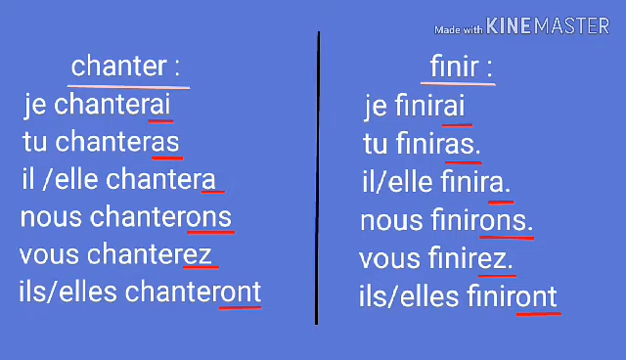 Made with KINEMASTER
chanter :
je chanterai
tu chanteras
il /elle chantera
nous chanterons
vous chanterez
ils/elles chanteront
finir :
je finirai
tu finiras.
il/elle finira.
nous finirons.
vous finirez.
ils/elles finiront